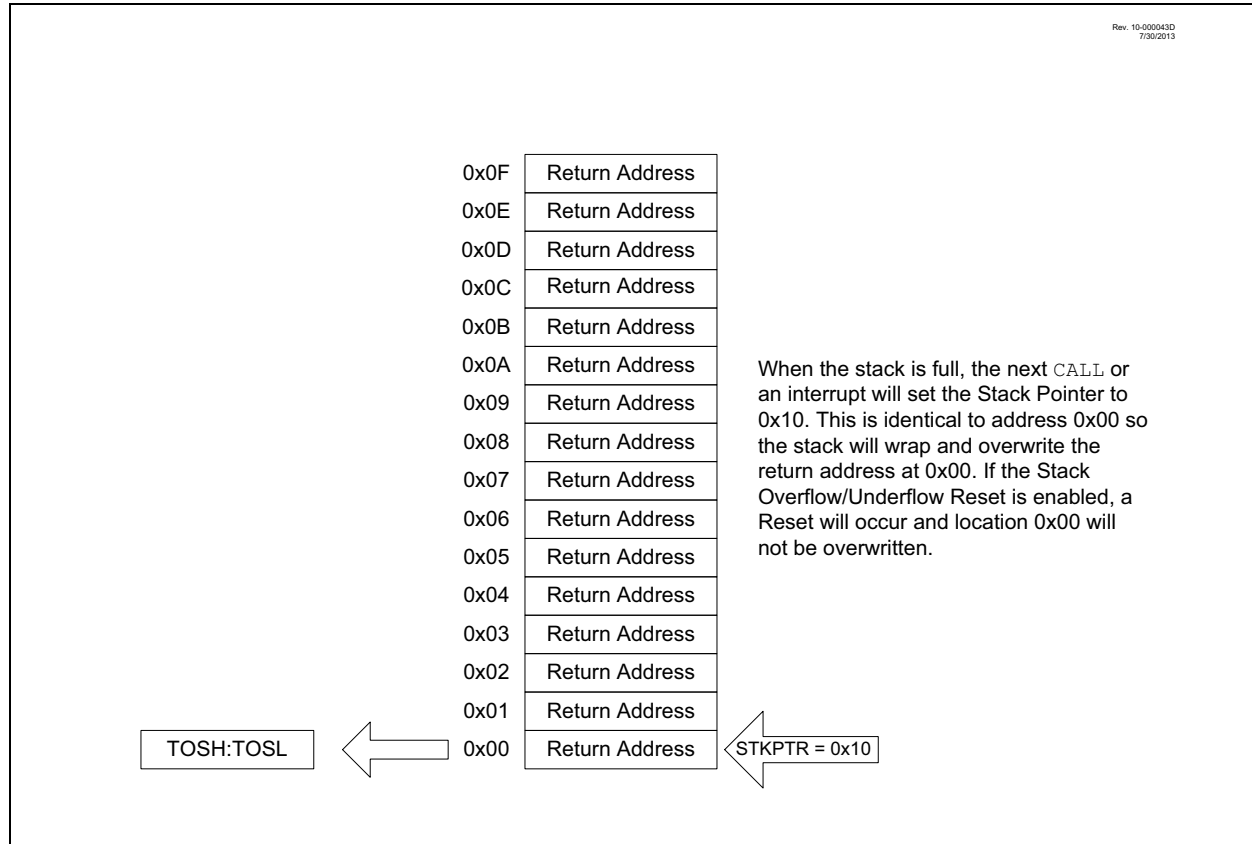 Rev. 10-000043D
7/30/2013
0x0F Return Address
0x0E Return Address
0x0D Return Address
0x0C Return Address
0x0B Return Address
0x0A Return Address
0x09 Return Address
0x08 Return Address
0x07 Return Address
0x06 Return Address
0x05 Return Address
0x04 Return Address
0x03 Return Address
0x02 Return Address
0x01 Return Address
TOSH:TOSL 0x00 Return Address STKPTR = 0x10
When the stack is full, the next CALL or
an interrupt will set the Stack Pointer to
0x10. This is identical to address 0x00 so
the stack will wrap and overwrite the
return address at 0x00. If the Stack
Overflow/Underflow Reset is enabled, a
Reset will occur and location 0x00 will
not be overwritten.